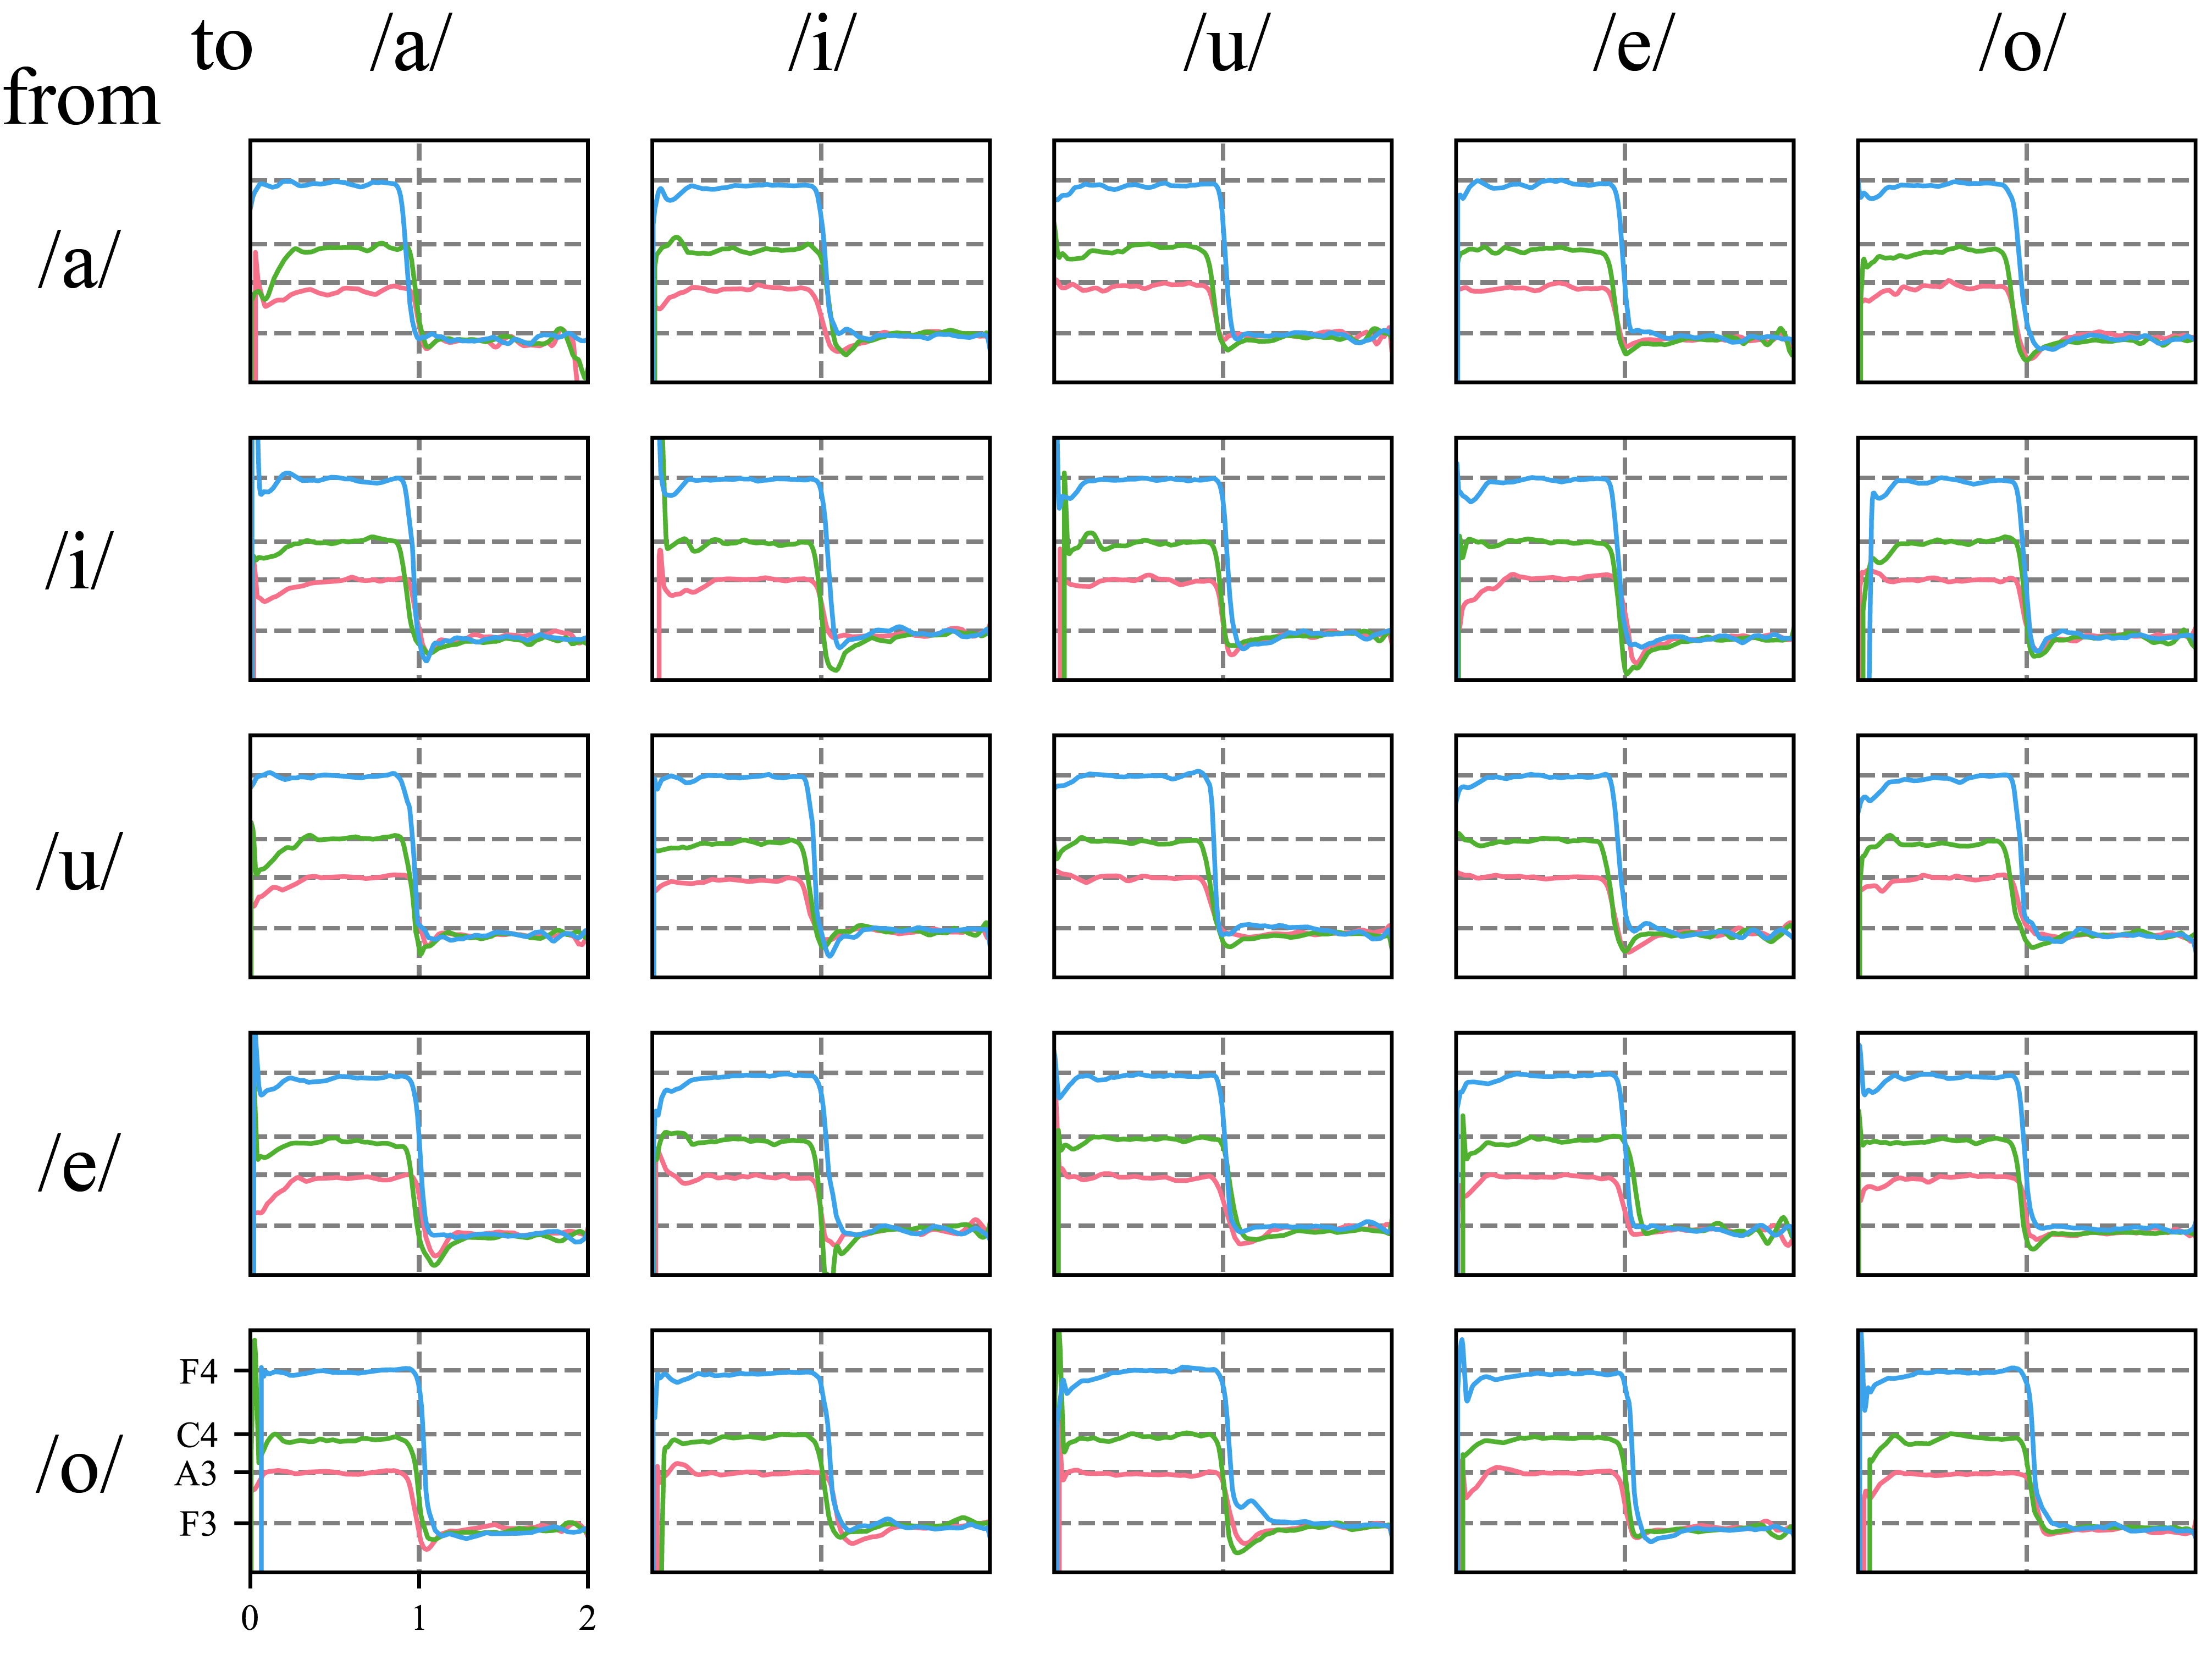 to /a/ /i/ /u/ /e/ /o/
from
/a/
/i/
/u/
/e/
/o/
F4
C4
A3
F3
0 1 2